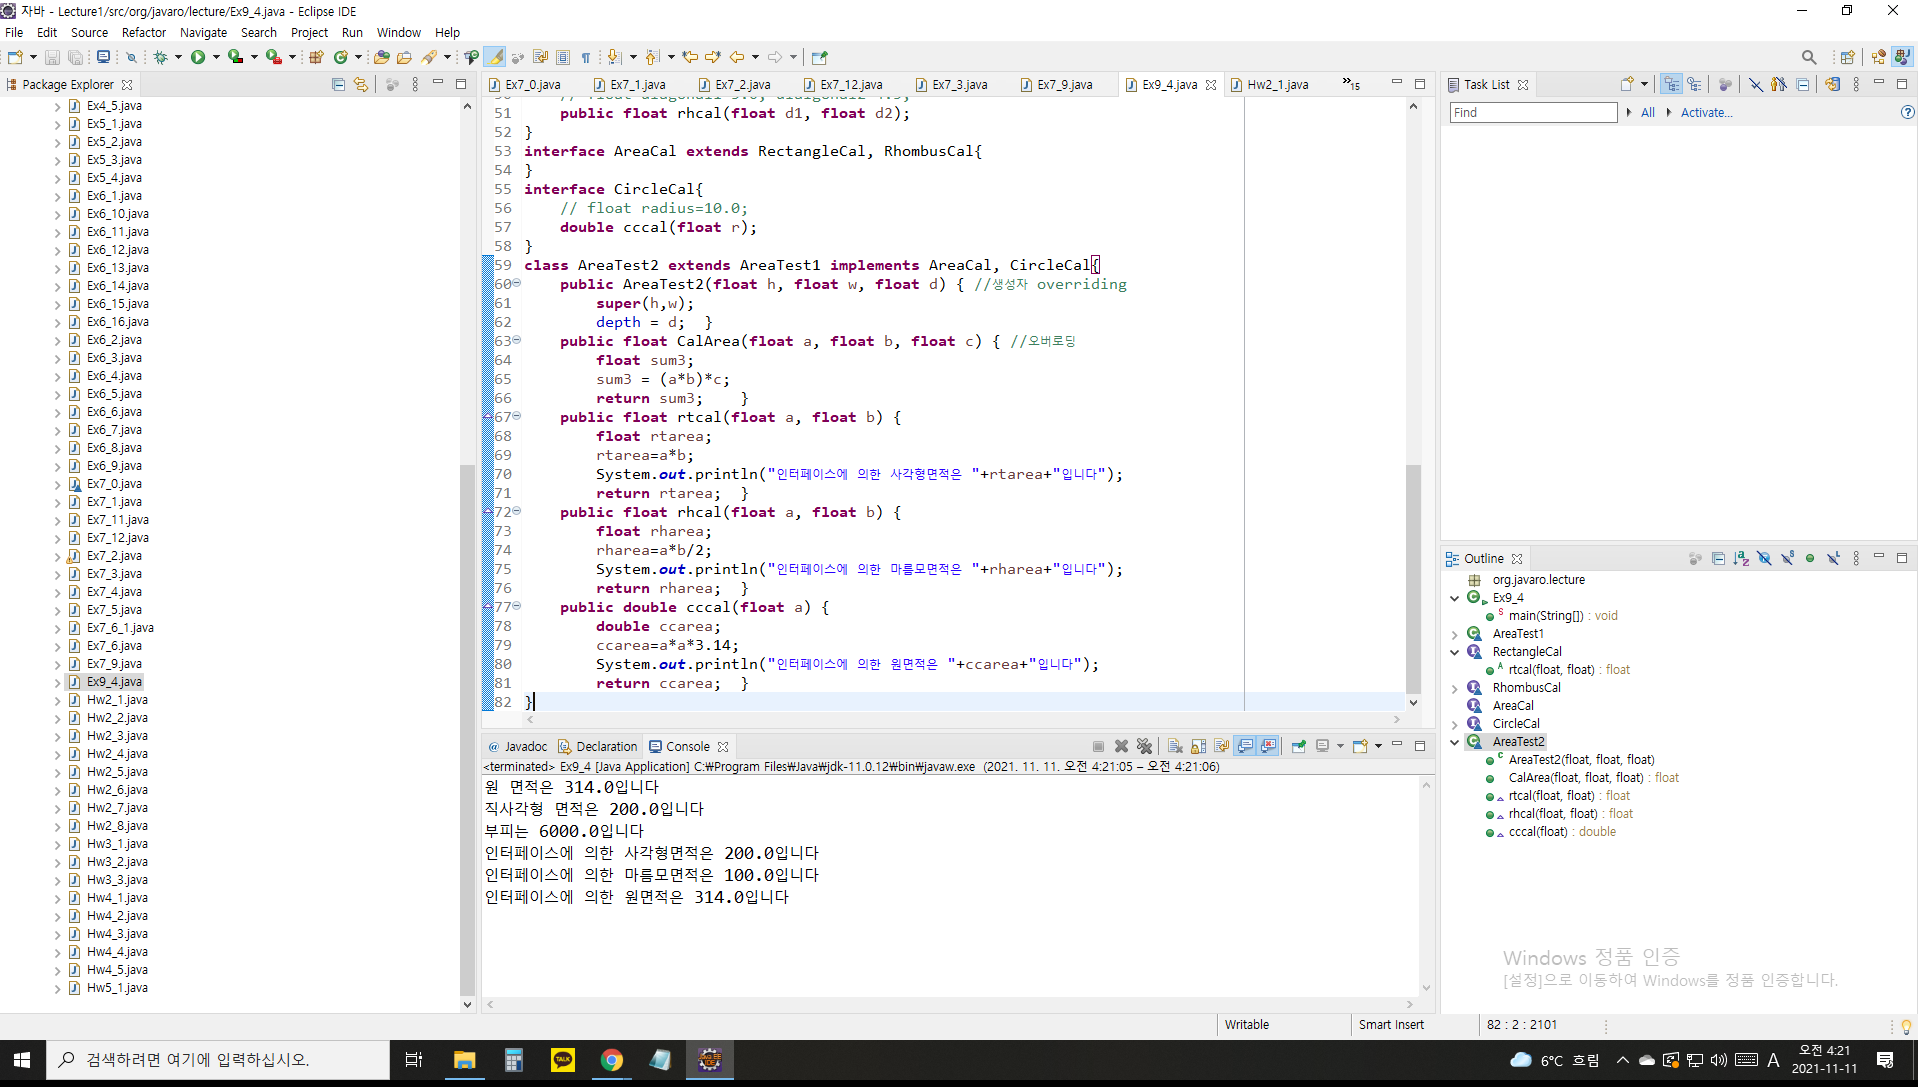 자바 - Lecture1/src/org/javaro/lecture/Ex9_4.java - Eclipse IDE
File Edit Source Refactor Navigate Search Project Run Window Help
Package Explorer
Ex4_5.java
Ex5_1.java
Ex5_2.java
Ex5_3.java
Ex5_4.java
Ex6_1.java
Ex6_10.java
Ex6_11.java
Ex6_12.java
Ex6_13.java
Ex6_14.java
Ex6_15.java
Ex6_16.java
Ex6_2.java
Ex6_3.java
Ex6_4.java
Ex6_5.java
Ex6_6.java
Ex6_7.java
Ex6_8.java
Ex6_9.java
Ex7_0.java
Ex7_1.java
Ex7_11.java
Ex7_12.java
Ex7_2.java
Ex7_3.java
Ex7_4.java
Ex7_5.java
Ex7_6_1.java
Ex7_6.java
Ex7_9.java
Ex9_4.java
Hw2_1.java
Hw2_2.java
Hw2_3.java
Hw2_4.java
Hw2_5.java
Hw2_6.java
Hw2_7.java
Hw2_8.java
Hw3_1.java
Hw3_2.java
Hw3_3.java
Hw4_1.java
Hw4_2.java
Hw4_3.java
Hw4_4.java
Hw4_5.java
Hw5_1.java
Ex7_0.java Ex7_1.java Ex7_2.java Ex7_12.java Ex7_3.java Ex7_9.java Ex9_4.java Hw2_1.java »15
51 public float rhcal(float d1, float d2);
52 }
53 interface AreaCal extends RectangleCal, RhombusCal{
54 }
55 interface CircleCal{
56 // float radius=10.0;
57 double cccal(float r);
58 }
59 class AreaTest2 extends AreaTest1 implements AreaCal, CircleCal{
60 public AreaTest2(float h, float w, float d) { //생성자 overriding
61 super(h,w);
62 depth = d; }
63 public float CalArea(float a, float b, float c) { //오버로딩
64 float sum3;
65 sum3 = (a*b)*c;
66 return sum3; }
67 public float rtcal(float a, float b) {
68 float rtarea;
69 rtarea=a*b;
70 System.out.println("인터페이스에 의한 사각형면적은 "+rtarea+"입니다");
71 return rtarea; }
72 public float rhcal(float a, float b) {
73 float rharea;
74 rharea=a*b/2;
75 System.out.println("인터페이스에 의한 마름모면적은 "+rharea+"입니다");
76 return rharea; }
77 public double cccal(float a) {
78 double ccarea;
79 ccarea=a*a*3.14;
80 System.out.println("인터페이스에 의한 원면적은 "+ccarea+"입니다");
81 return ccarea; }
82 }
@ Javadoc Declaration Console
<terminated> Ex9_4 [Java Application] C:₩Program Files₩Java₩jdk-11.0.12₩bin₩javaw.exe (2021. 11. 11. 오전 4:21:05 – 오전 4:21:06)
원 면적은 314.0입니다
직사각형 면적은 200.0입니다
부피는 6000.0입니다
인터페이스에 의한 사각형면적은 200.0입니다
인터페이스에 의한 마름모면적은 100.0입니다
인터페이스에 의한 원면적은 314.0입니다
Task List
Find All Activate...
Outline
org.javaro.lecture
Ex9_4
main(String[]) : void
AreaTest1
RectangleCal
rtcal(float, float) : float
RhombusCal
AreaCal
CircleCal
AreaTest2
AreaTest2(float, float, float)
CalArea(float, float, float) : float
rtcal(float, float) : float
rhcal(float, float) : float
cccal(float) : double
Windows 정품 인증
[설정]으로 이동하여 Windows를 정품 인증합니다.
Writable Smart Insert 82 : 2 : 2101
검색하려면 여기에 입력하십시오.
TALK
6°C 흐림
A
오전 4:21
2021-11-11